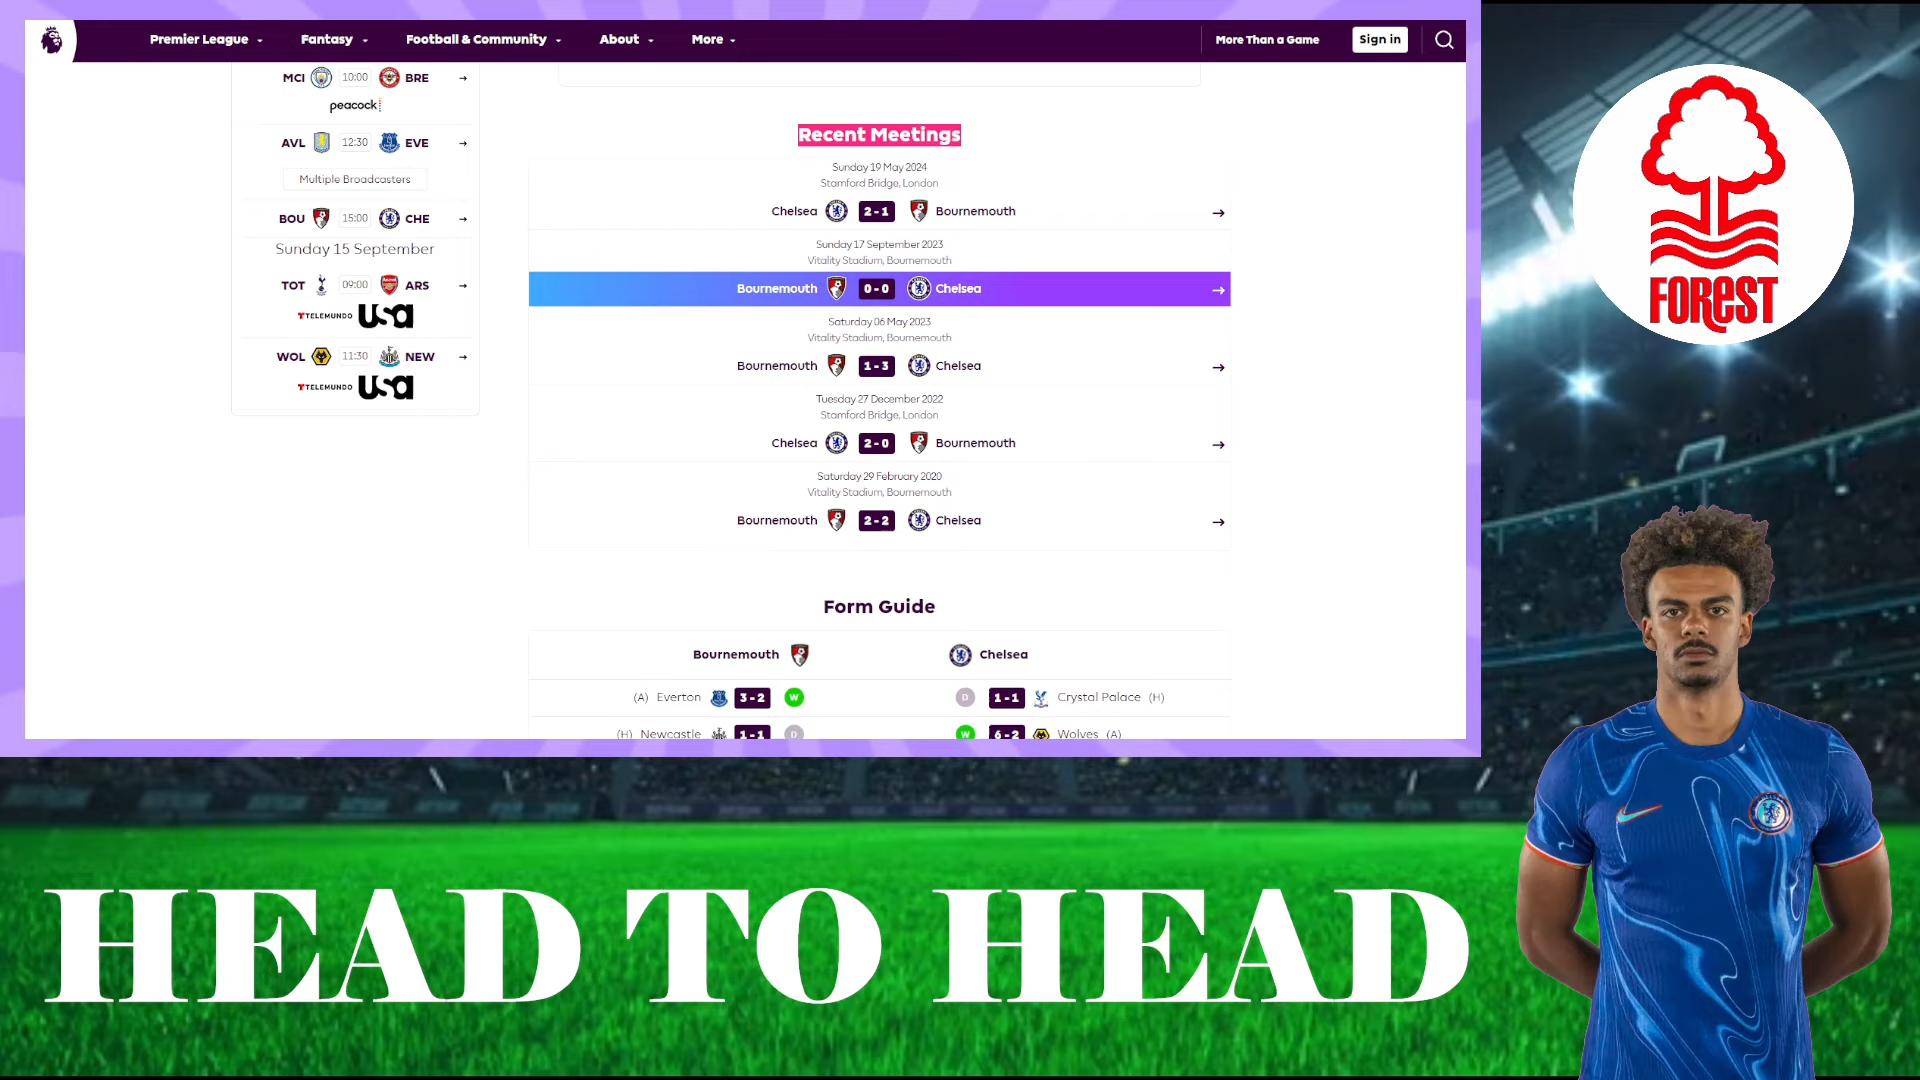 Premier League
Fantasy
Football & Community
About
More
More Than a Game
Sign in
MCI 10:00 BRE
peacock
AVL 12:30 EVE
Multiple Broadcasters
BOU 15:00 CHE
Sunday 15 September
TOT 09:00 ARS
TELEMUNDO USA
WOL 11:30 NEW
TELEMUNDO USA
Recent Meetings
Sunday 19 May 2024
Stamford Bridge, London
Chelsea 2 - 1 Bournemouth
Sunday 17 September 2023
Vitality Stadium, Bournemouth
Bournemouth 0 - 0 Chelsea
Saturday 06 May 2023
Vitality Stadium, Bournemouth
Bournemouth 1 - 3 Chelsea
Tuesday 27 December 2022
Stamford Bridge, London
Chelsea 2 - 0 Bournemouth
Saturday 29 February 2020
Vitality Stadium, Bournemouth
Bournemouth 2 - 2 Chelsea
Form Guide
Bournemouth Chelsea
(A) Everton 3 - 2 W D 1 - 1 Crystal Palace (H)
(H) Newcastle 1 - 1 D W 6 - 2 Wolves (A)
FOREST
HEAD TO HEAD